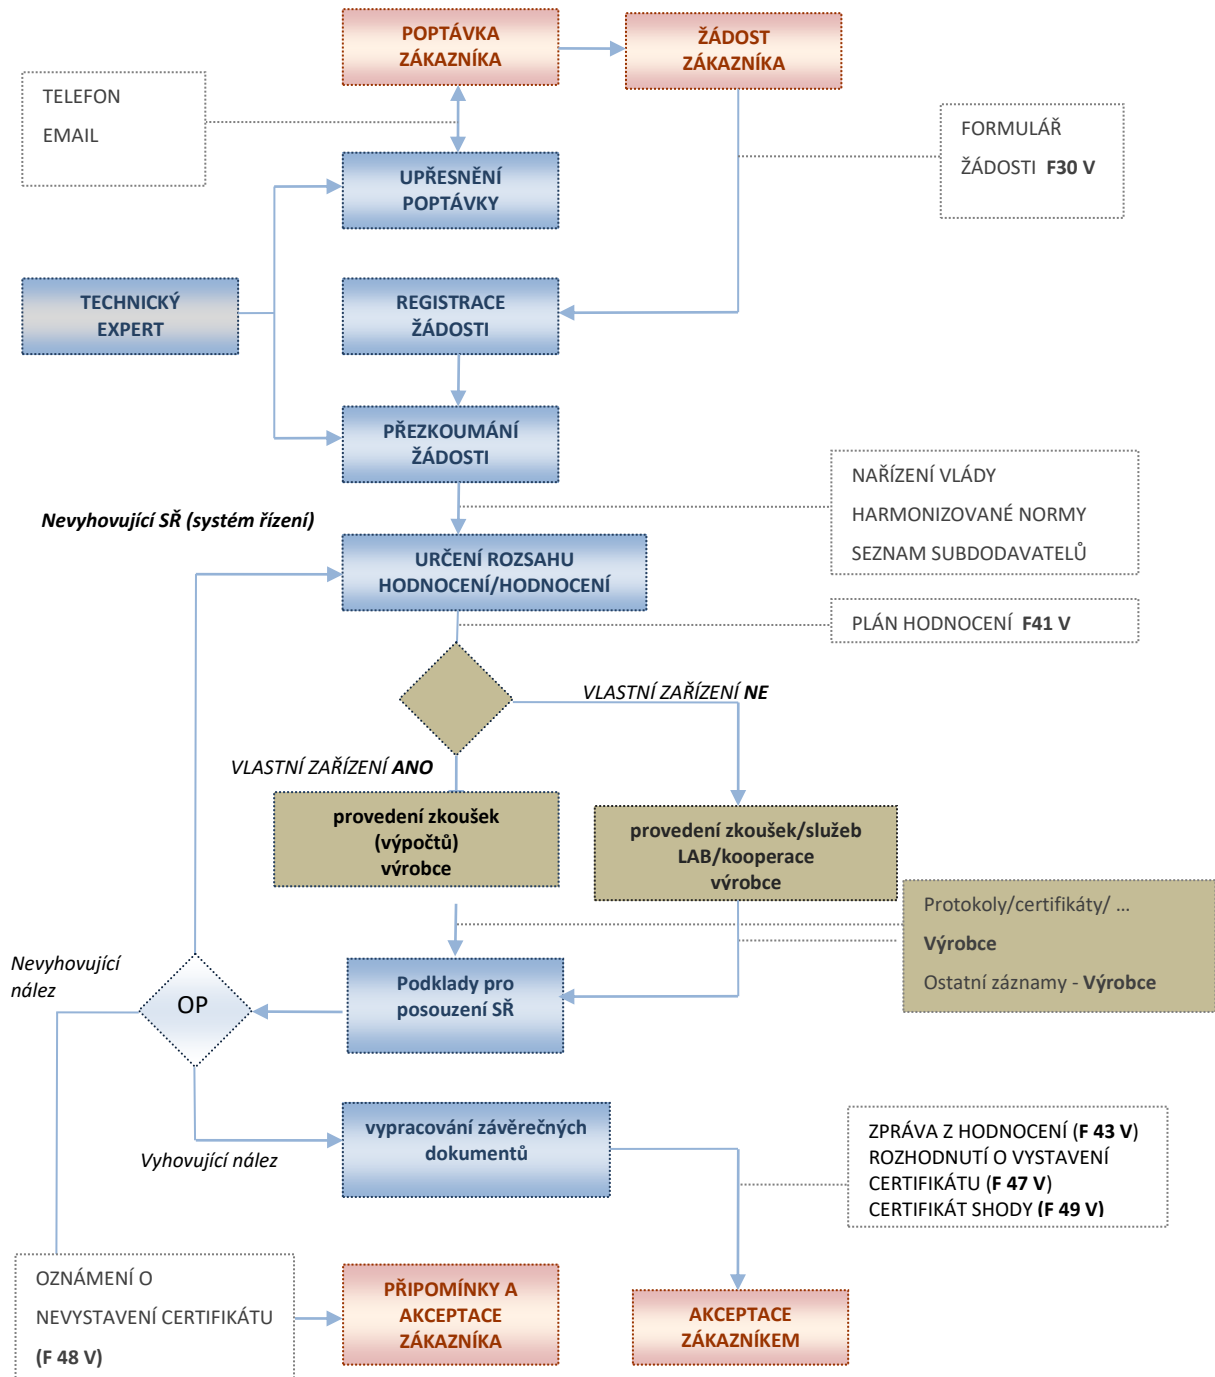 POPTÁVKA
ZÁKAZNÍKA
ŽÁDOST
ZÁKAZNÍKA
TELEFON
EMAIL
FORMULÁŘ
ŽÁDOSTI F30 V
UPŘESNĚNÍ
POPTÁVKY
TECHNICKÝ
EXPERT
REGISTRACE
ŽÁDOSTI
PŘEZKOUMÁNÍ
ŽÁDOSTI
NAŘÍZENÍ VLÁDY
HARMONIZOVANÉ NORMY
SEZNAM SUBDODAVATELŮ
Nevyhovující SŘ (systém řízení)
URČENÍ ROZSAHU
HODNOCENÍ/HODNOCENÍ
PLÁN HODNOCENÍ F41 V
VLASTNÍ ZAŘÍZENÍ NE
VLASTNÍ ZAŘÍZENÍ ANO
provedení zkoušek
(výpočtů)
výrobce
provedení zkoušek/služeb
LAB/kooperace
výrobce
Protokoly/certifikáty/ ...
Výrobce
Ostatní záznamy - Výrobce
Nevyhovující
nález
OP
Podklady pro
posouzení SŘ
vypracování závěrečných
dokumentů
Vyhovující nález
ZPRÁVA Z HODNOCENÍ (F 43 V)
ROZHODNUTÍ O VYSTAVENÍ
CERTIFIKÁTU (F 47 V)
CERTIFIKÁT SHODY (F 49 V)
OZNÁMENÍ O
NEVYSTAVENÍ CERTIFIKÁTU
(F 48 V)
PŘIPOMÍNKY A
AKCEPTACE
ZÁKAZNÍKA
AKCEPTACE
ZÁKAZNÍKEM